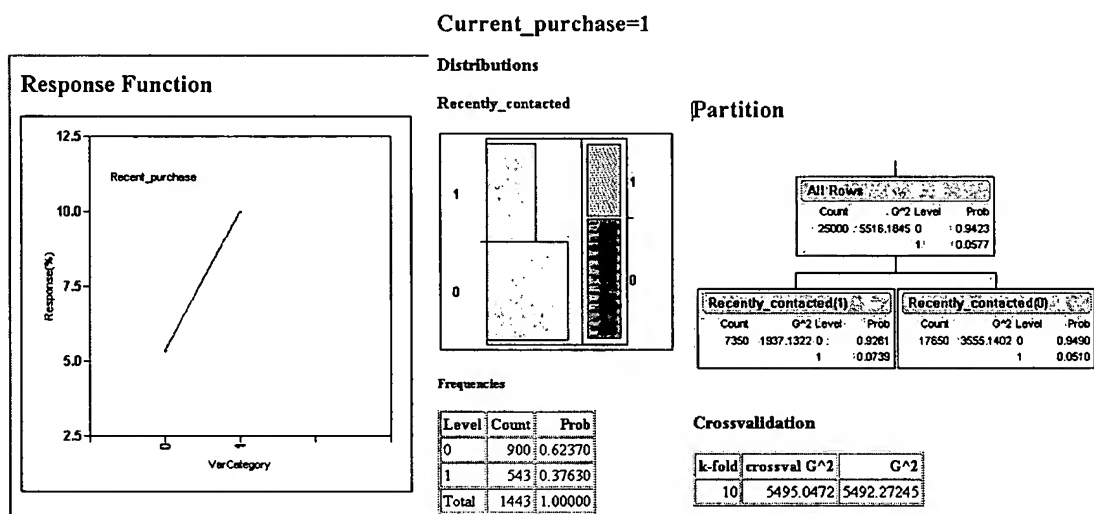 Response Function
12.5
Recent_purchase
10.0
7.5
5.0
2.5
Response(%)
0
1
VarCategory
Current_purchase=1
Distributions
Recently_contacted
1
0
1
0
Frequencies
Level Count Prob
0 900 0.62370
1 543 0.37630
Total 1443 1.00000
Partition
All Rows
Count G^2 Level Prob
25000 5516.1845 0 0.9423
1 0.0577
Recently_contacted(1)
Count G^2 Level Prob
7350 1937.1322 0 0.9261
1 0.0739
Recently_contacted(0)
Count G^2 Level Prob
17650 3555.1402 0 0.9490
1 0.0510
Crossvalidation
k-fold crossval G^2 G^2
10 5495.0472 5492.27245